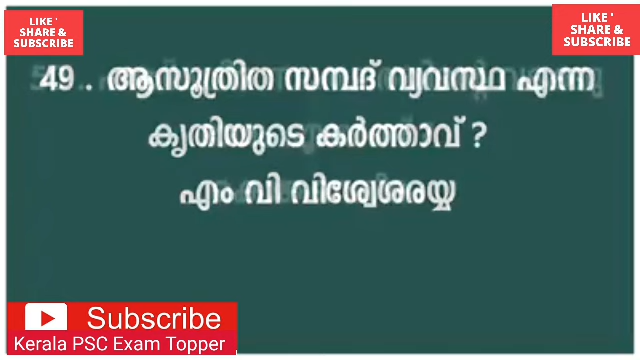 LIKE '
SHARE &
SUBSCRIBE
LIKE '
SHARE &
SUBSCRIBE
49 . ആസൂത്രിത സമ്പദ് വ്യവസ്ഥ എന്ന
കൃതിയുടെ കർത്താവ് ?
എം വി വിശ്വേശരയ്യ
Subscribe
Kerala PSC Exam Topper